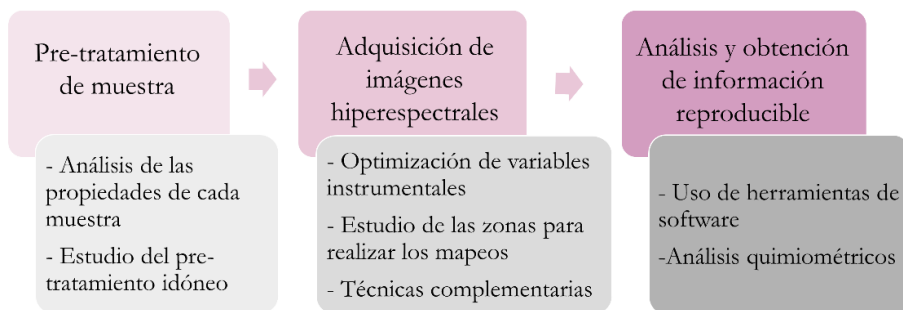 Pre-tratamiento
de muestra
- Análisis de las
propiedades de cada
muestra
- Estudio del pre-
tratamiento idóneo
Adquisición de
imágenes
hiperespectrales
- Optimización de variables
instrumentales
- Estudio de las zonas para
realizar los mapeos
- Técnicas complementarias
Análisis y obtención
de información
reproducible
- Uso de herramientas de
software
-Análisis quimiométricos